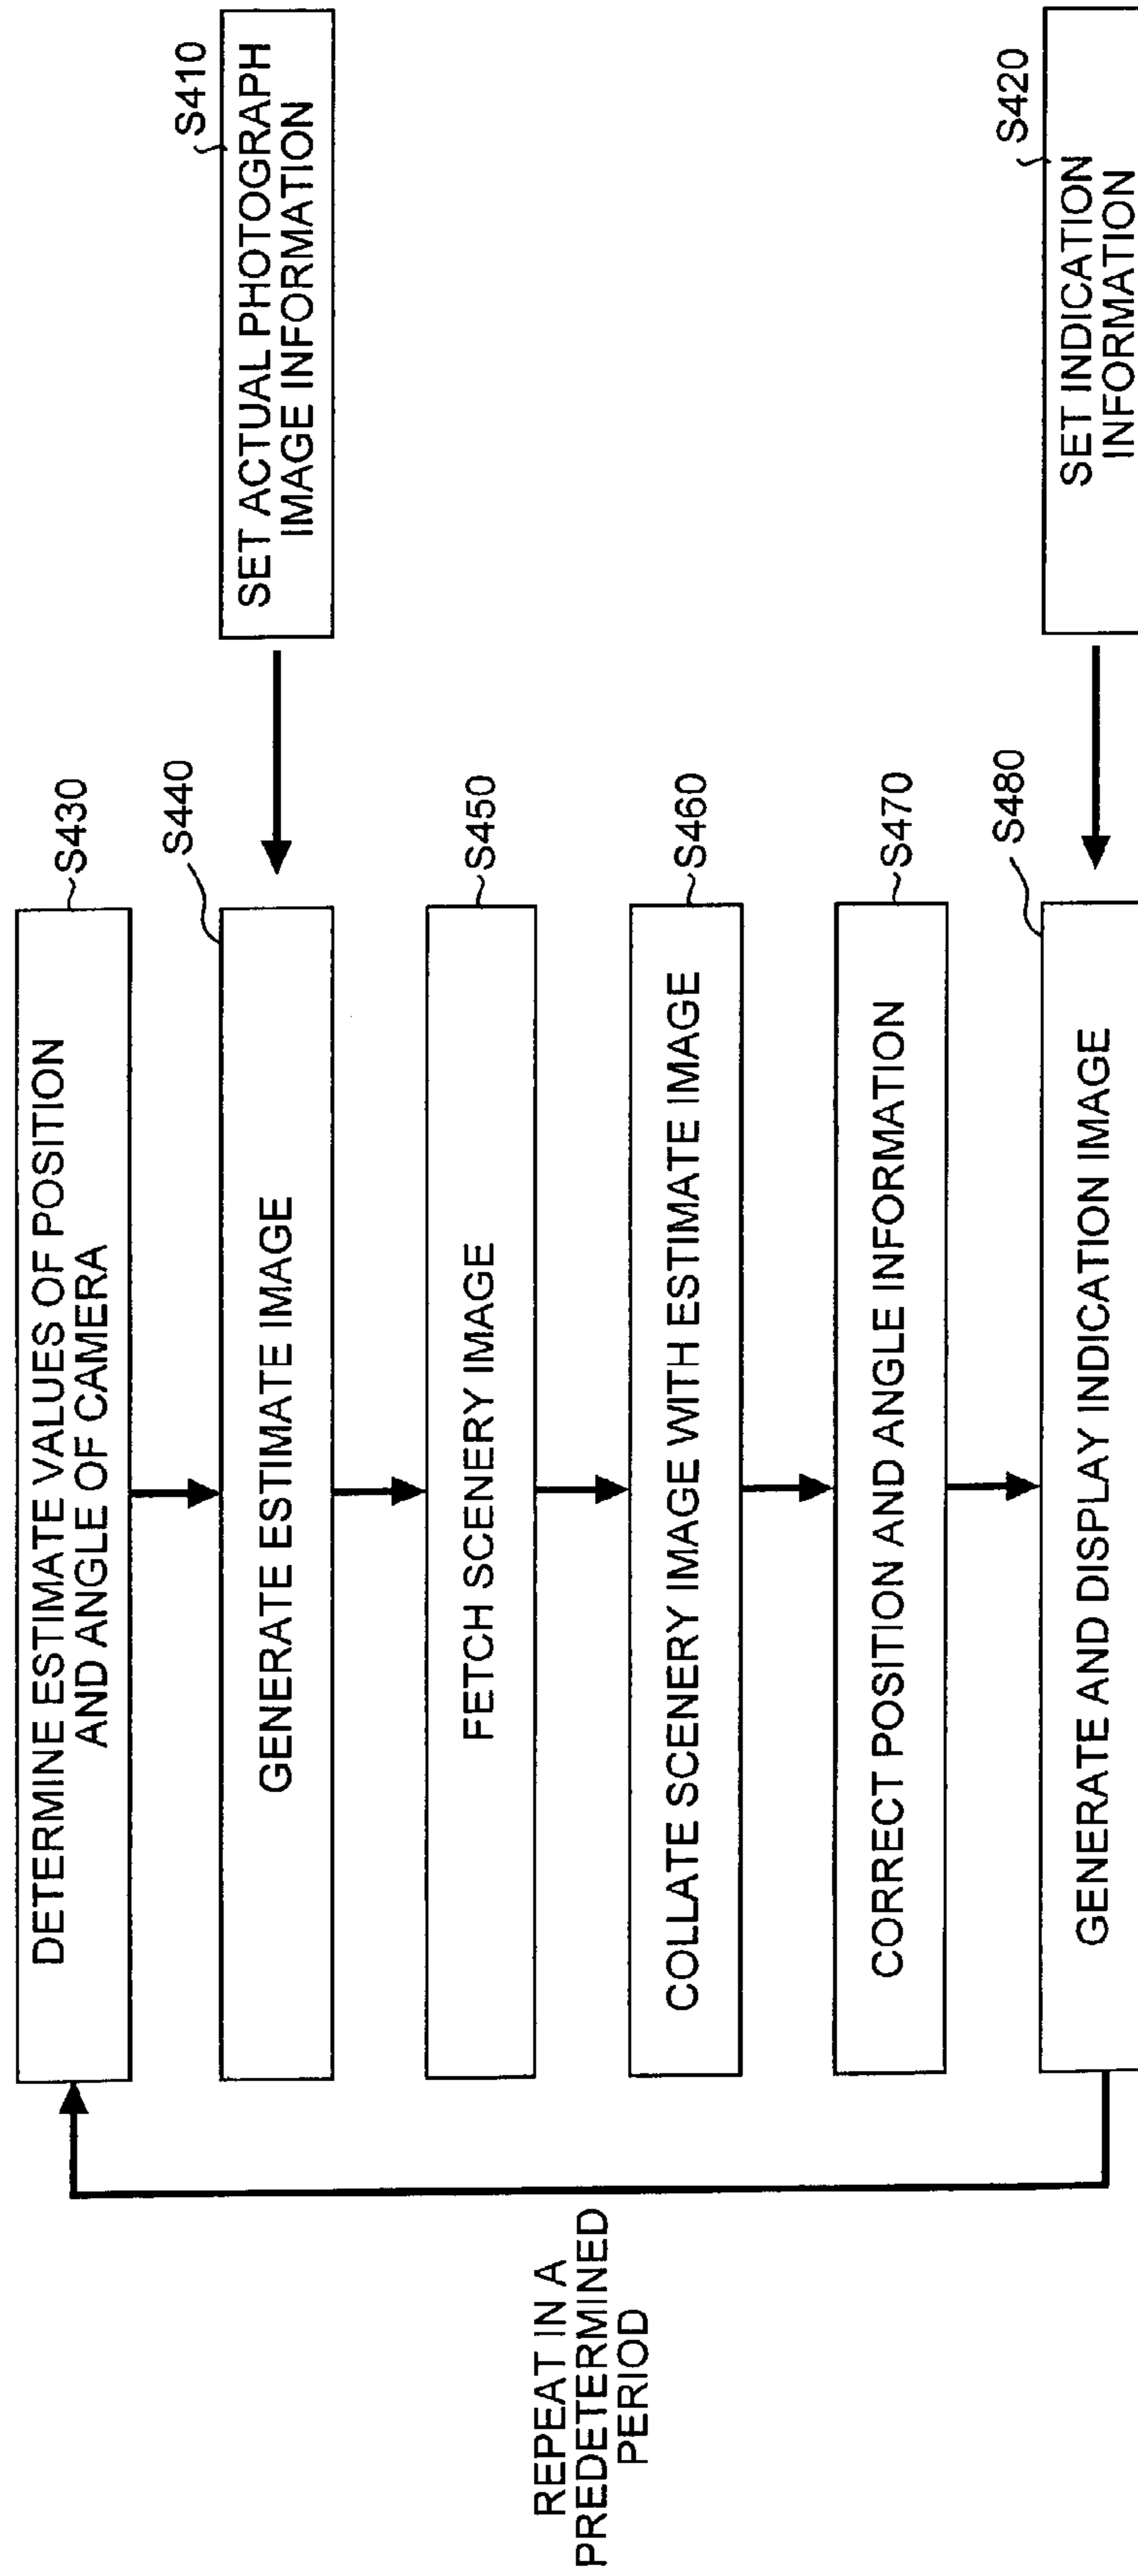 S430
DETERMINE ESTIMATE VALUES OF POSITION
AND ANGLE OF CAMERA
S440
GENERATE ESTIMATE IMAGE
S410
SET ACTUAL PHOTOGRAPH
IMAGE INFORMATION
S450
FETCH SCENERY IMAGE
S460
COLLATE SCENERY IMAGE WITH ESTIMATE IMAGE
S470
CORRECT POSITION AND ANGLE INFORMATION
S480
GENERATE AND DISPLAY INDICATION IMAGE
S420
SET INDICATION
INFORMATION
REPEAT IN A
PREDETERMINED
PERIOD